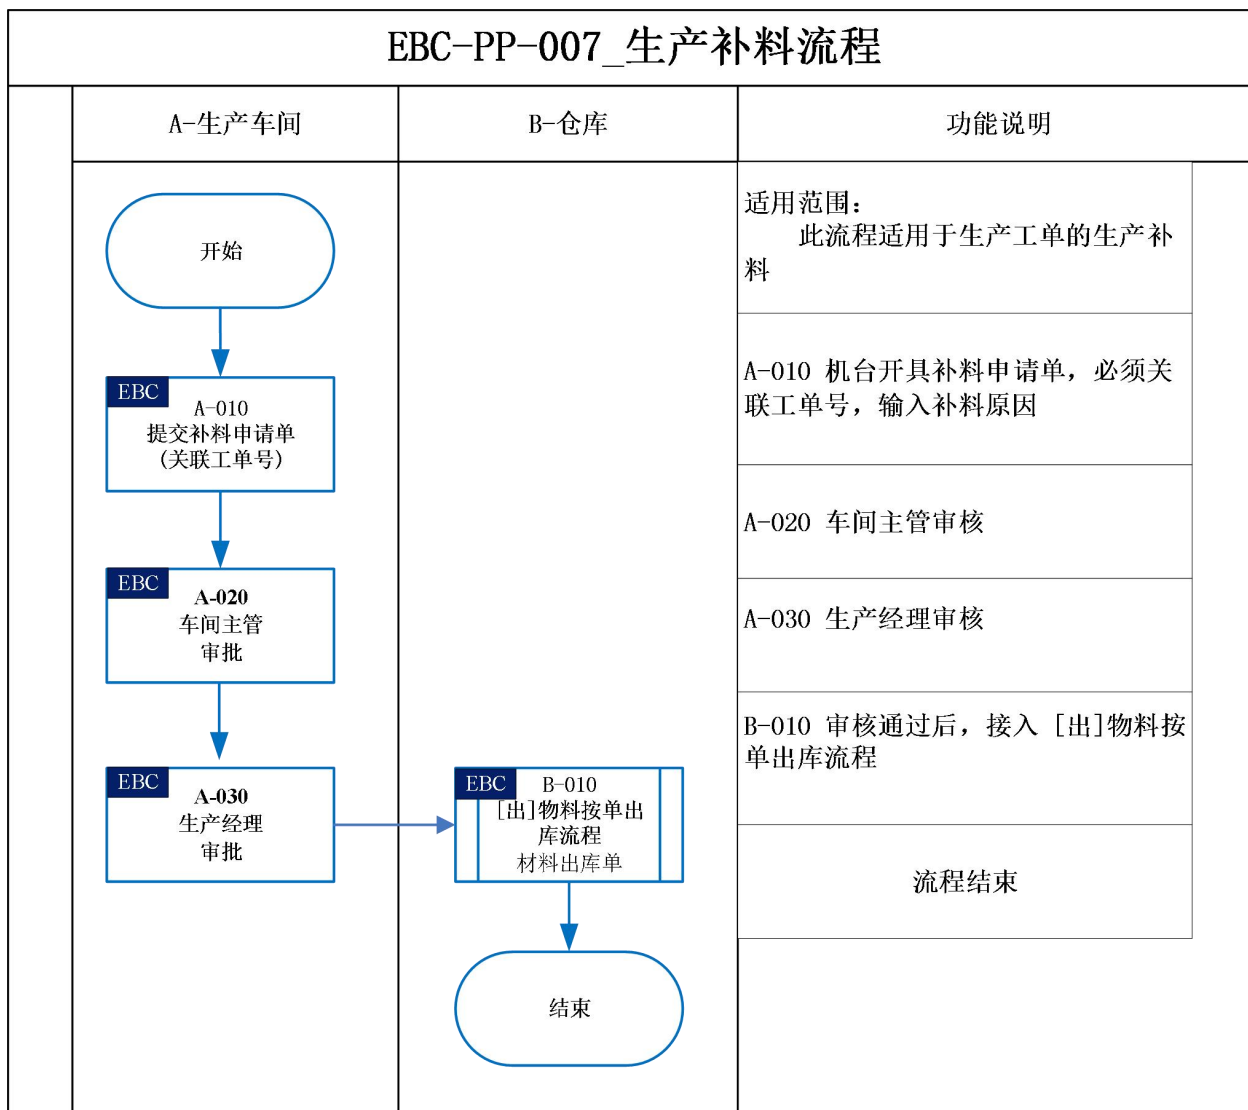 EBC-PP-007_生产补料流程
A-生产车间
B-仓库
功能说明
开始
EBC
A-010
提交补料申请单
(关联工单号)
EBC
A-020
车间主管
审批
EBC
A-030
生产经理
审批
EBC
B-010
[出]物料按单出
库流程
材料出库单
结束
适用范围:
此流程适用于生产工单的生产补
料
A-010 机台开具补料申请单，必须关
联工单号，输入补料原因
A-020 车间主管审核
A-030 生产经理审核
B-010 审核通过后，接入 [出]物料按
单出库流程
流程结束